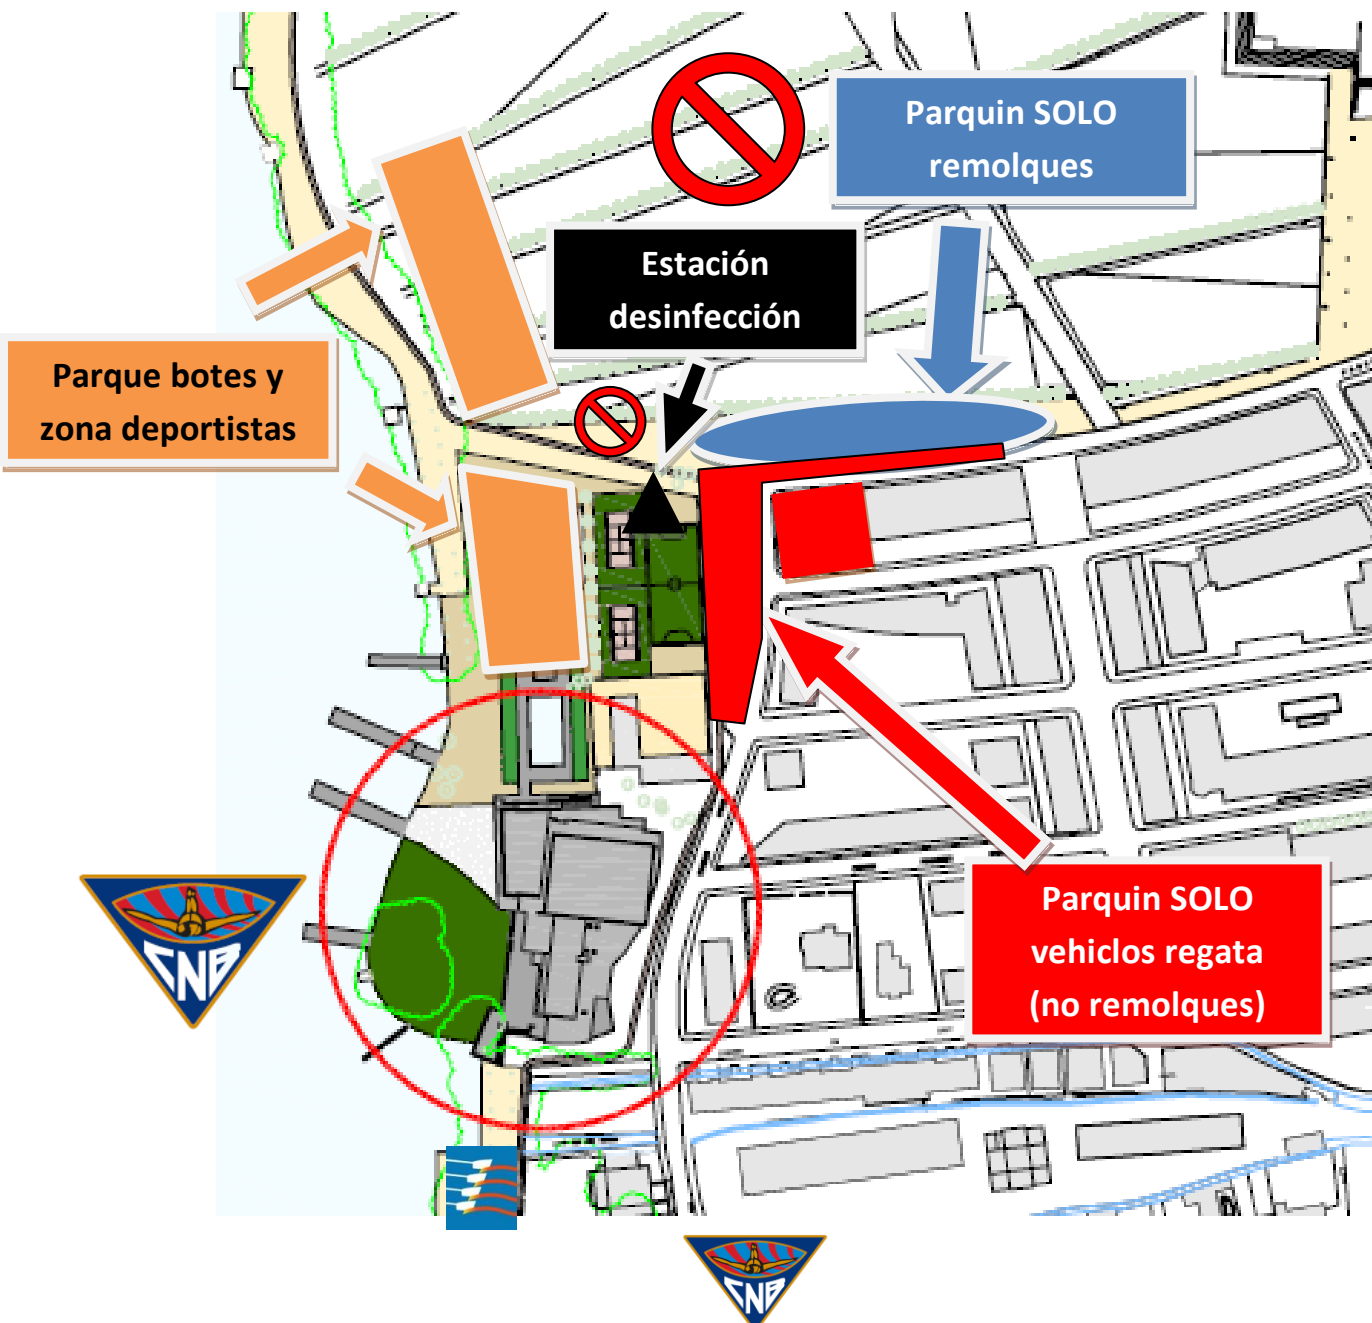 Parquin SOLO
remolques
Estación
desinfección
Parque botes y
zona deportistas
Parquin SOLO
vehiclos regata
(no remolques)
CNB
CNB